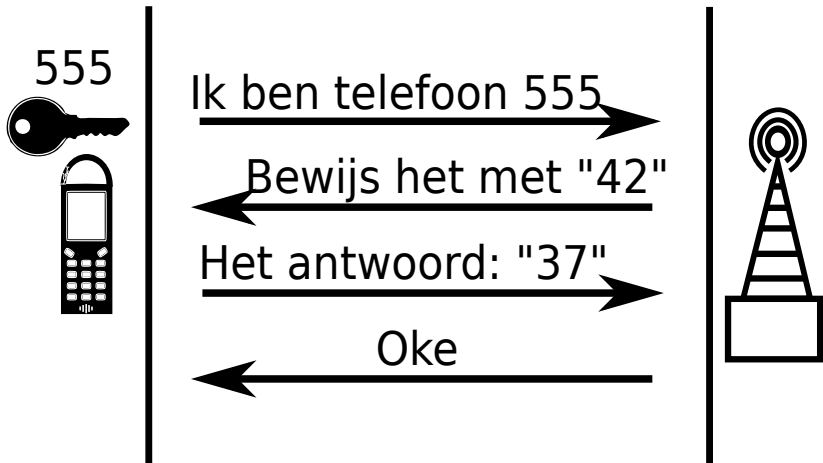 555
Ik ben telefoon 555
Bewijs het met "42"
Het antwoord: "37"
Oke